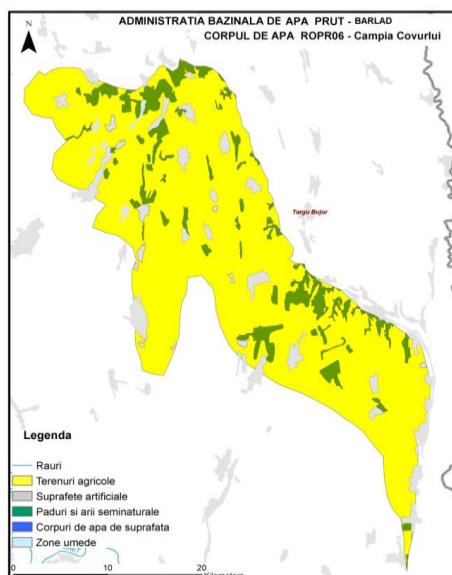 ADMINISTRATIA BAZINALA DE APA PRUT - BARLAD
CORPUL DE APA ROPR06 - Campia Covurlui
N
Targu Bujor
Legenda
Rauri
Terenuri agricole
Suprafete artificiale
Paduri si arii seminaturale
Corpuri de apa de suprafata
Zone umede
0 10 20
Kilometers